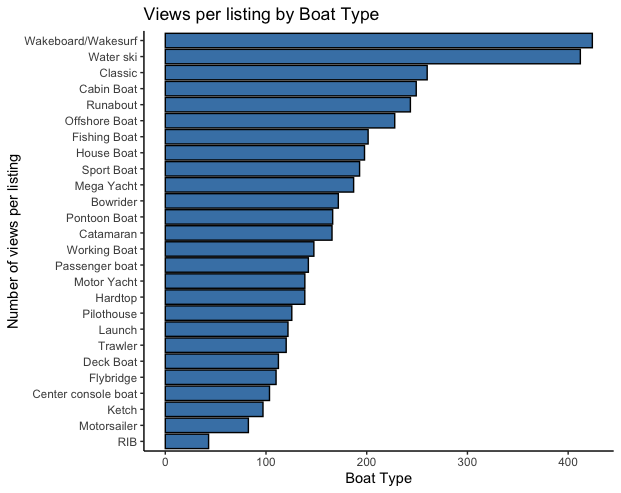 Views per listing by Boat Type
Number of views per listing
Wakeboard/Wakesurf
Water ski
Classic
Cabin Boat
Runabout
Offshore Boat
Fishing Boat
House Boat
Sport Boat
Mega Yacht
Bowrider
Pontoon Boat
Catamaran
Working Boat
Passenger boat
Motor Yacht
Hardtop
Pilothouse
Launch
Trawler
Deck Boat
Flybridge
Center console boat
Ketch
Motorsailer
RIB
0 100 200 300 400
Boat Type